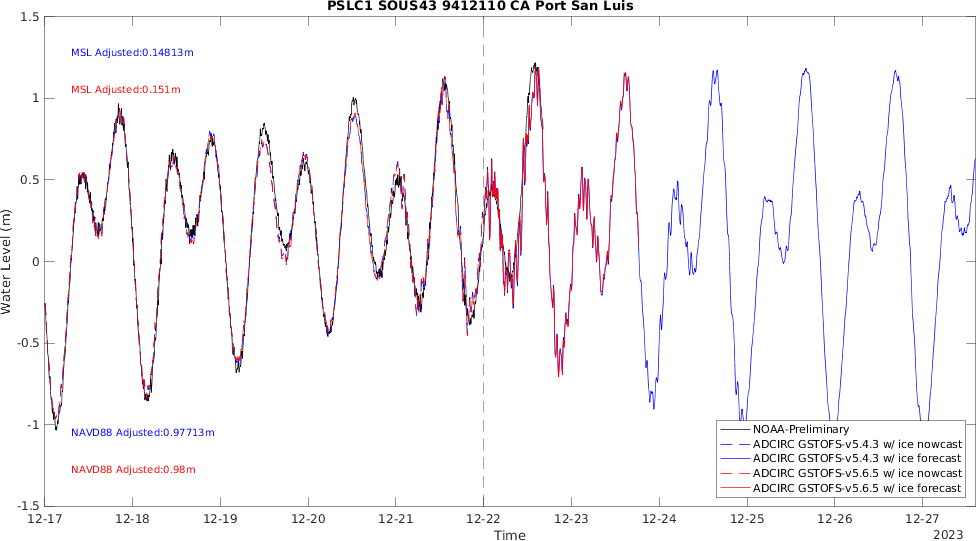 PSLC1 SOUS43 9412110 CA Port San Luis
1.5
MSL Adjusted:0.14813m
MSL Adjusted:0.151m
1
0.5
0
-0.5
-1
-1.5
Water Level (m)
NAVD88 Adjusted:0.97713m
NAVD88 Adjusted:0.98m
NOAA-Preliminary
ADCIRC GSTOFS-v5.4.3 w/ ice nowcast
ADCIRC GSTOFS-v5.4.3 w/ ice forecast
ADCIRC GSTOFS-v5.6.5 w/ ice nowcast
ADCIRC GSTOFS-v5.6.5 w/ ice forecast
12-17 12-18 12-19 12-20 12-21 12-22 12-23 12-24 12-25 12-26 12-27
Time
2023